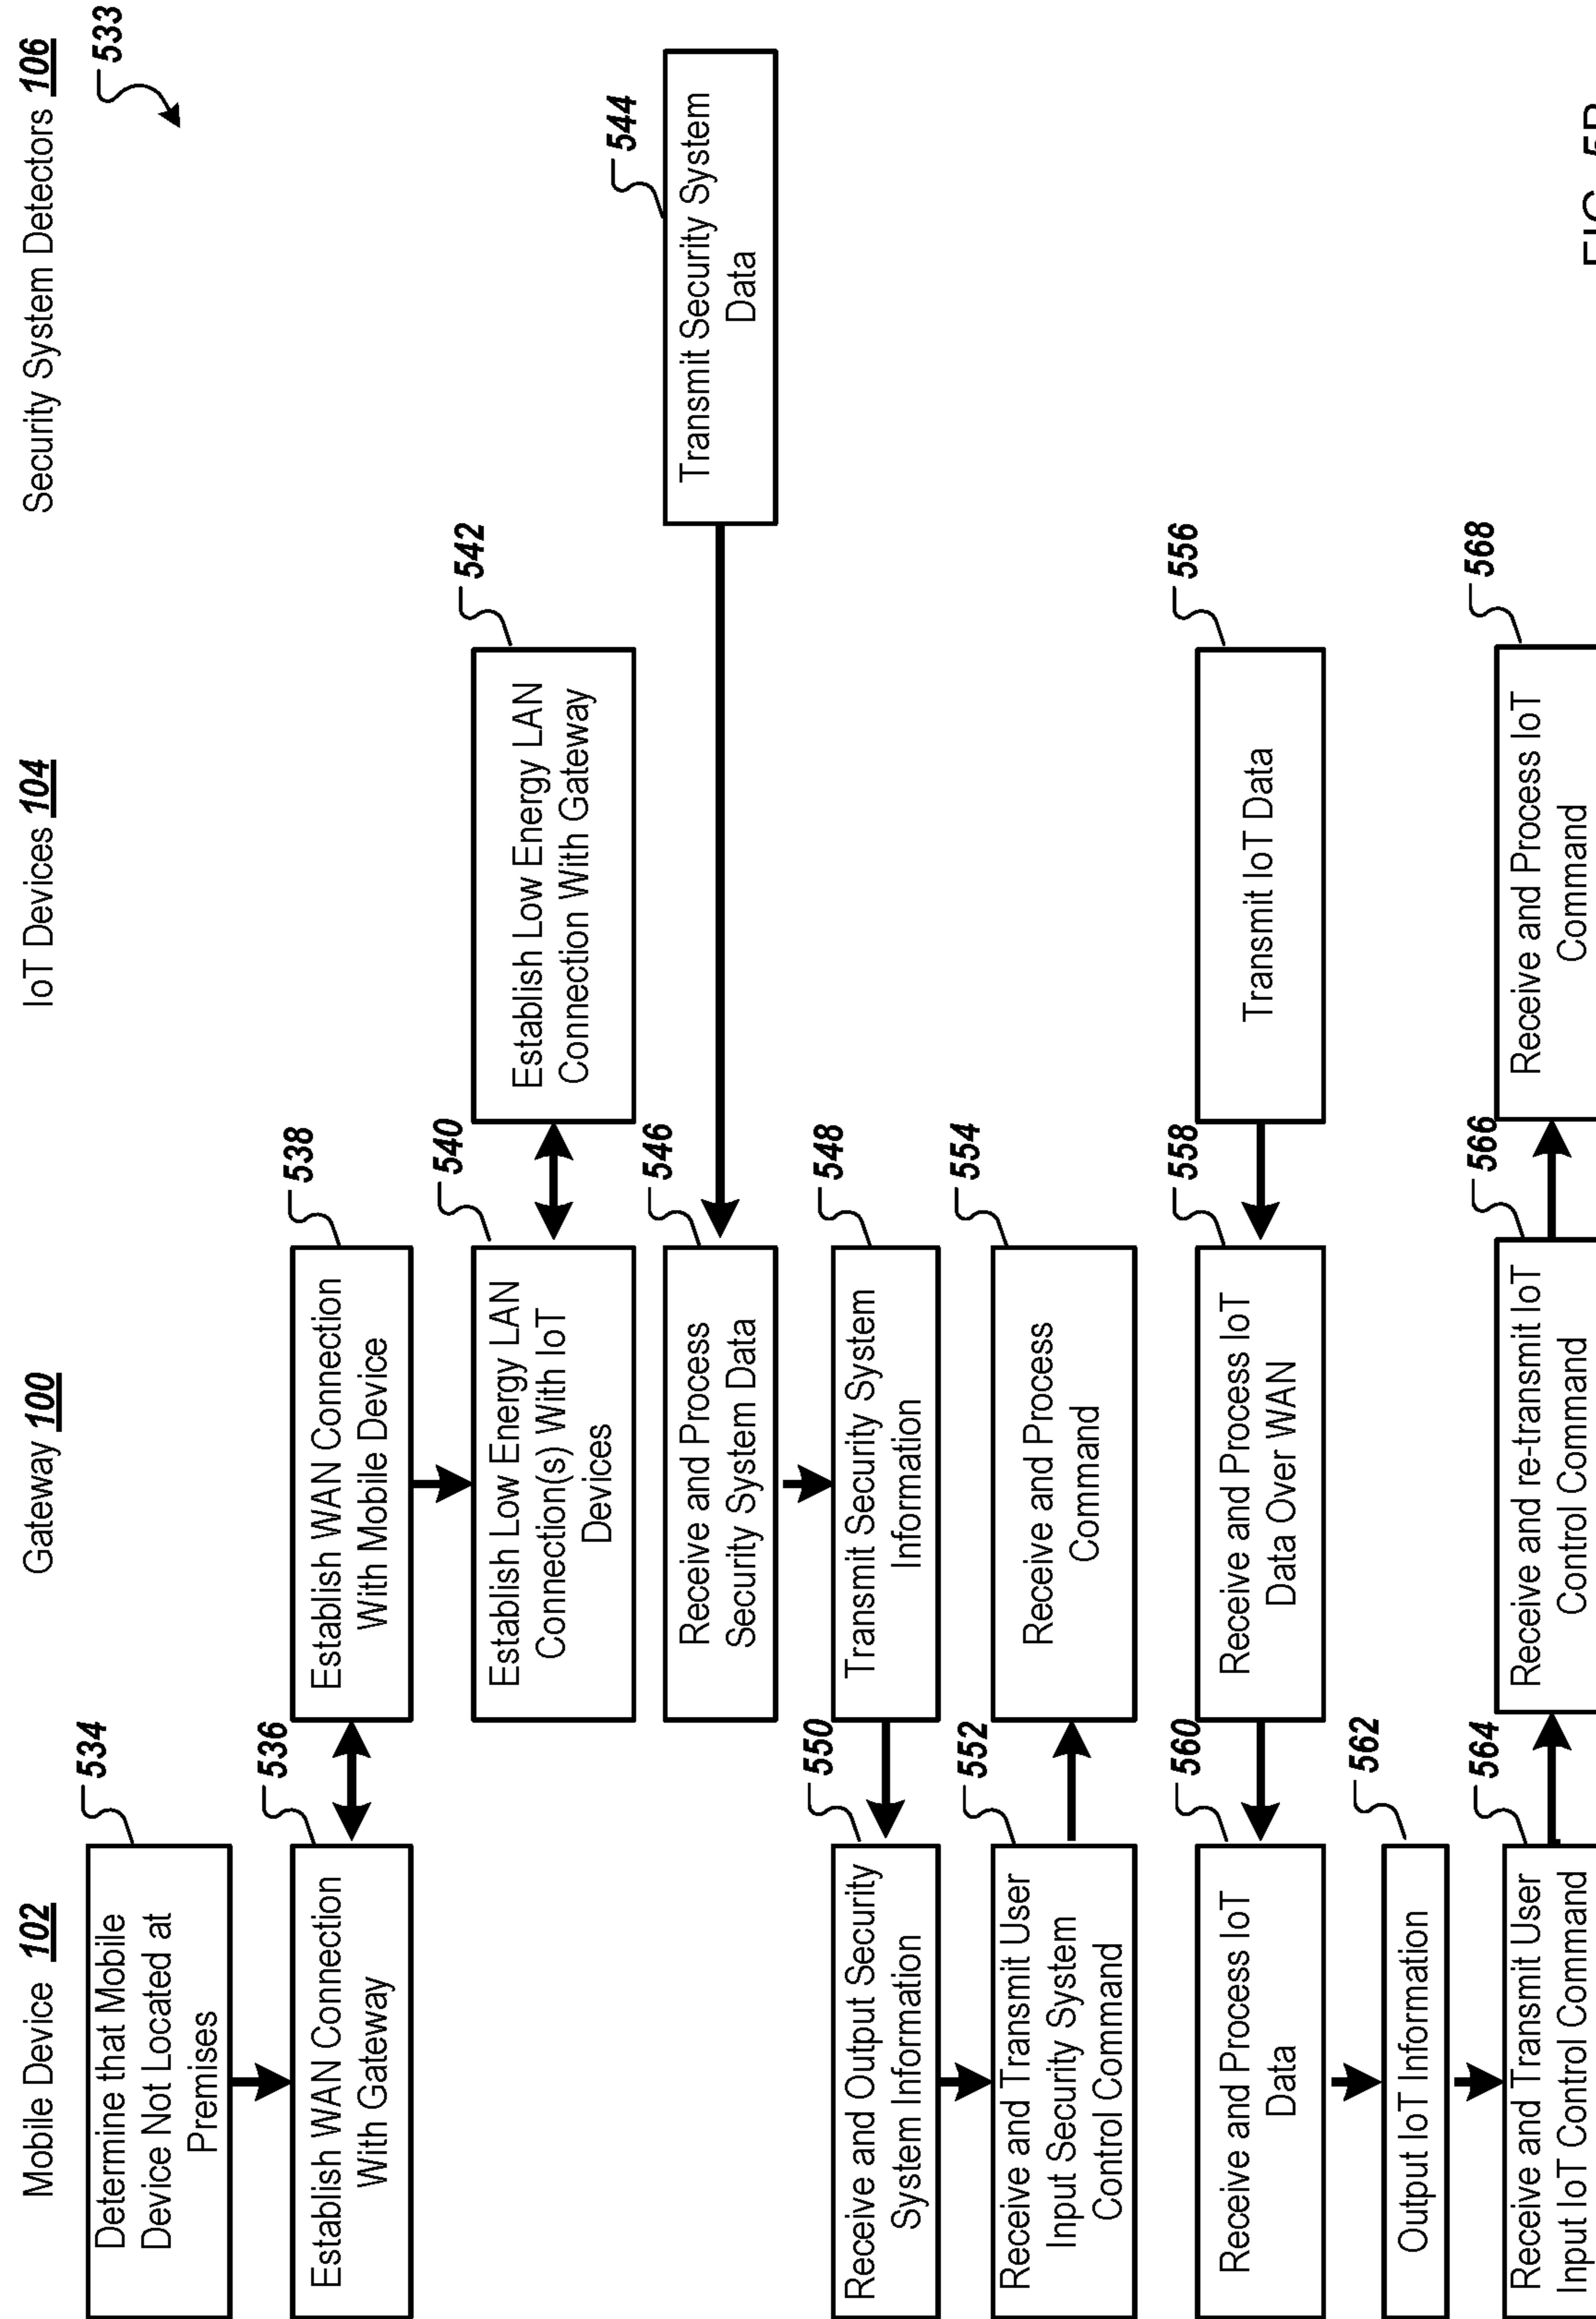 Mobile Device 102
Gateway 100
IoT Devices 104
Security System Detectors 106
533
534
Determine that Mobile
Device Not Located at
Premises
536
Establish WAN Connection
With Gateway
538
Establish WAN Connection
With Mobile Device
540
Establish Low Energy LAN
Connection(s) With IoT
Devices
542
Establish Low Energy LAN
Connection With Gateway
544
Transmit Security System
Data
546
Receive and Process
Security System Data
548
Transmit Security System
Information
550
Receive and Output Security
System Information
552
Receive and Transmit User
Input Security System
Control Command
554
Receive and Process
Command
556
Transmit IoT Data
558
Receive and Process IoT
Data Over WAN
560
Receive and Process IoT
Data
562
Output IoT Information
564
Receive and Transmit User
Input IoT Control Command
566
Receive and re-transmit IoT
Control Command
568
Receive and Process IoT
Command